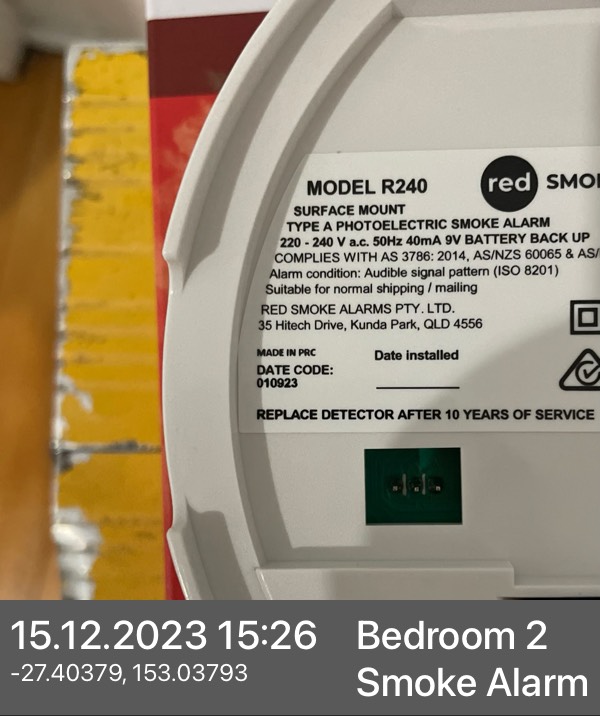 MODEL R240
red
SURFACE MOUNT
TYPE A PHOTOELECTRIC SMOKE ALARM
220 - 240 V a.c. 50Hz 40mA 9V BATTERY BACK UP
COMPLIES WITH AS 3786: 2014, AS/NZS 60065 & AS/
Alarm condition: Audible signal pattern (ISO 8201)
Suitable for normal shipping / mailing
RED SMOKE ALARMS PTY. LTD.
35 Hitech Drive, Kunda Park, QLD 4556
MADE IN PRC
Date installed
DATE CODE:
010923
REPLACE DETECTOR AFTER 10 YEARS OF SERVICE
15.12.2023 15:26
-27.40379, 153.03793
Bedroom 2
Smoke Alarm